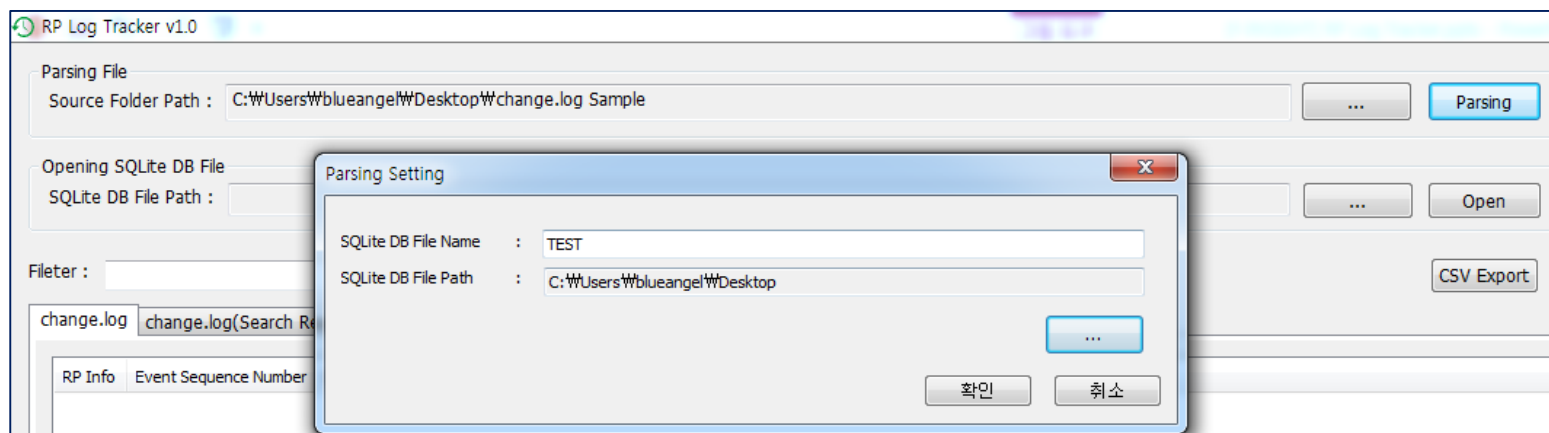 RP Log Tracker v1.0
Parsing File
Source Folder Path : C:₩Users₩blueangel₩Desktop₩change.log Sample ... Parsing
Opening SQLite DB File
SQLite DB File Path : ... Open
Parsing Setting
SQLite DB File Name : TEST
SQLite DB File Path : C:₩Users₩blueangel₩Desktop
...
확인 취소
Fileter : CSV Export
change.log change.log(Search Re
RP Info Event Sequence Number